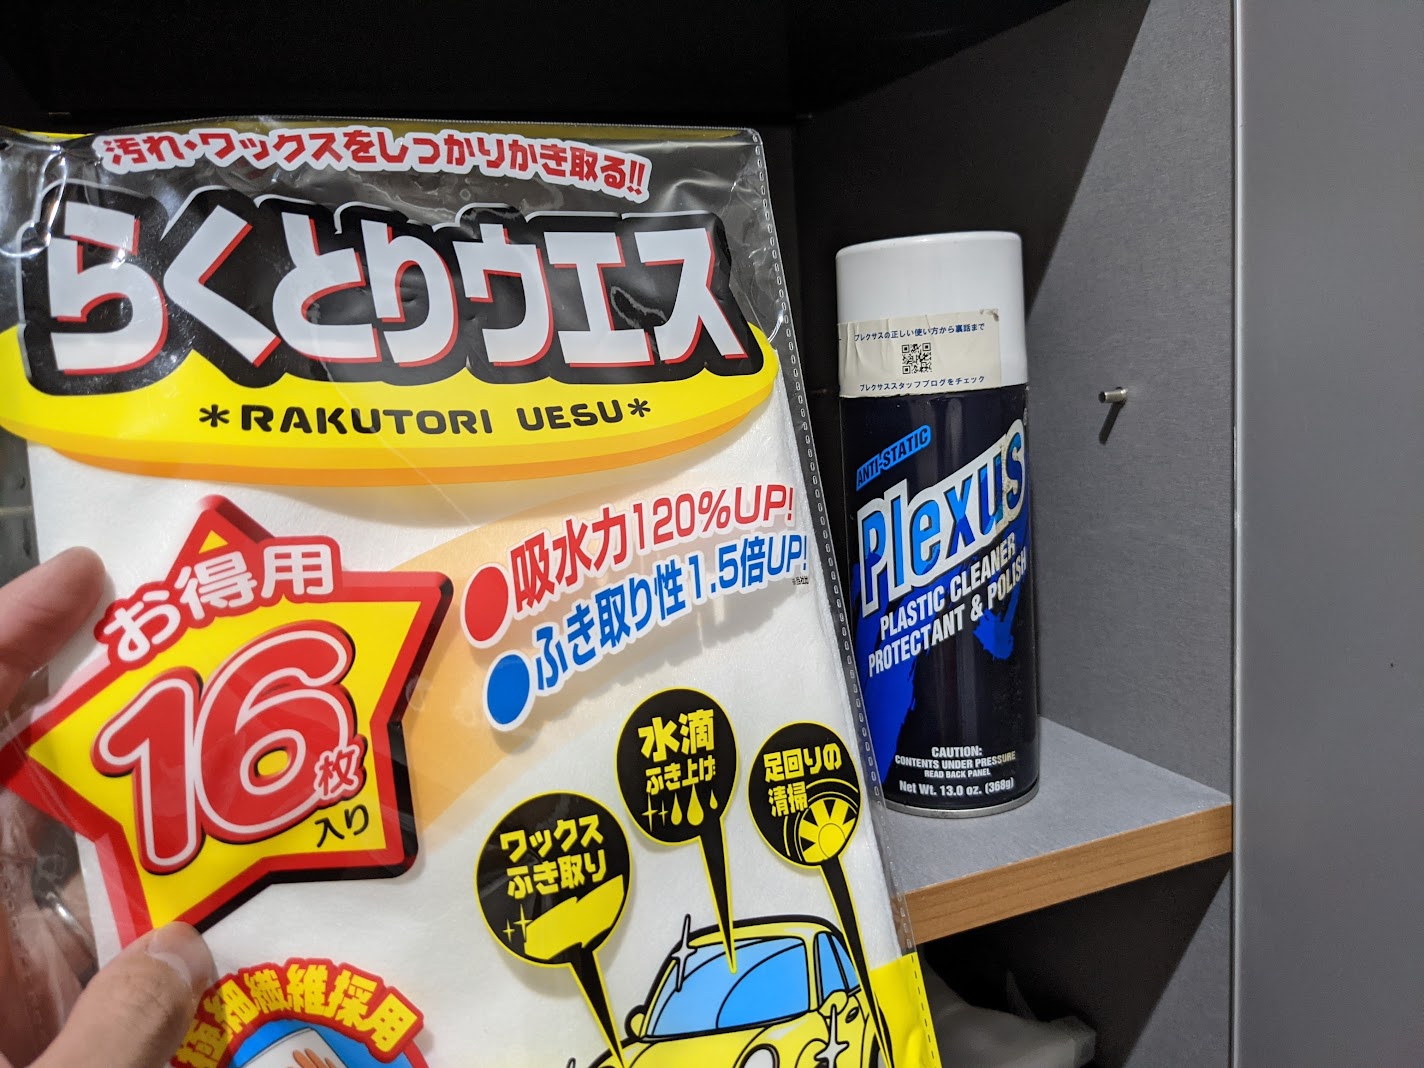 汚れ・ワックスをしっかりかき取る!!
らくとりウエス
*RAKUTORI UESU*
お得用
16枚
入り
●吸水力120%UP!
●ふき取り性1.5倍UP!
水滴
ふき上げ
足回りの
清掃
ワックス
ふき取り
極細繊維採用
プレクサスの正しい使い方から裏話まで
プレクサススタッフブログをチェック
ANTI-STATIC
Plexus
PLASTIC CLEANER
PROTECTANT & POLISH
CAUTION:
CONTENTS UNDER PRESSURE
READ BACK PANEL
Net Wt. 13.0 oz. (368g)